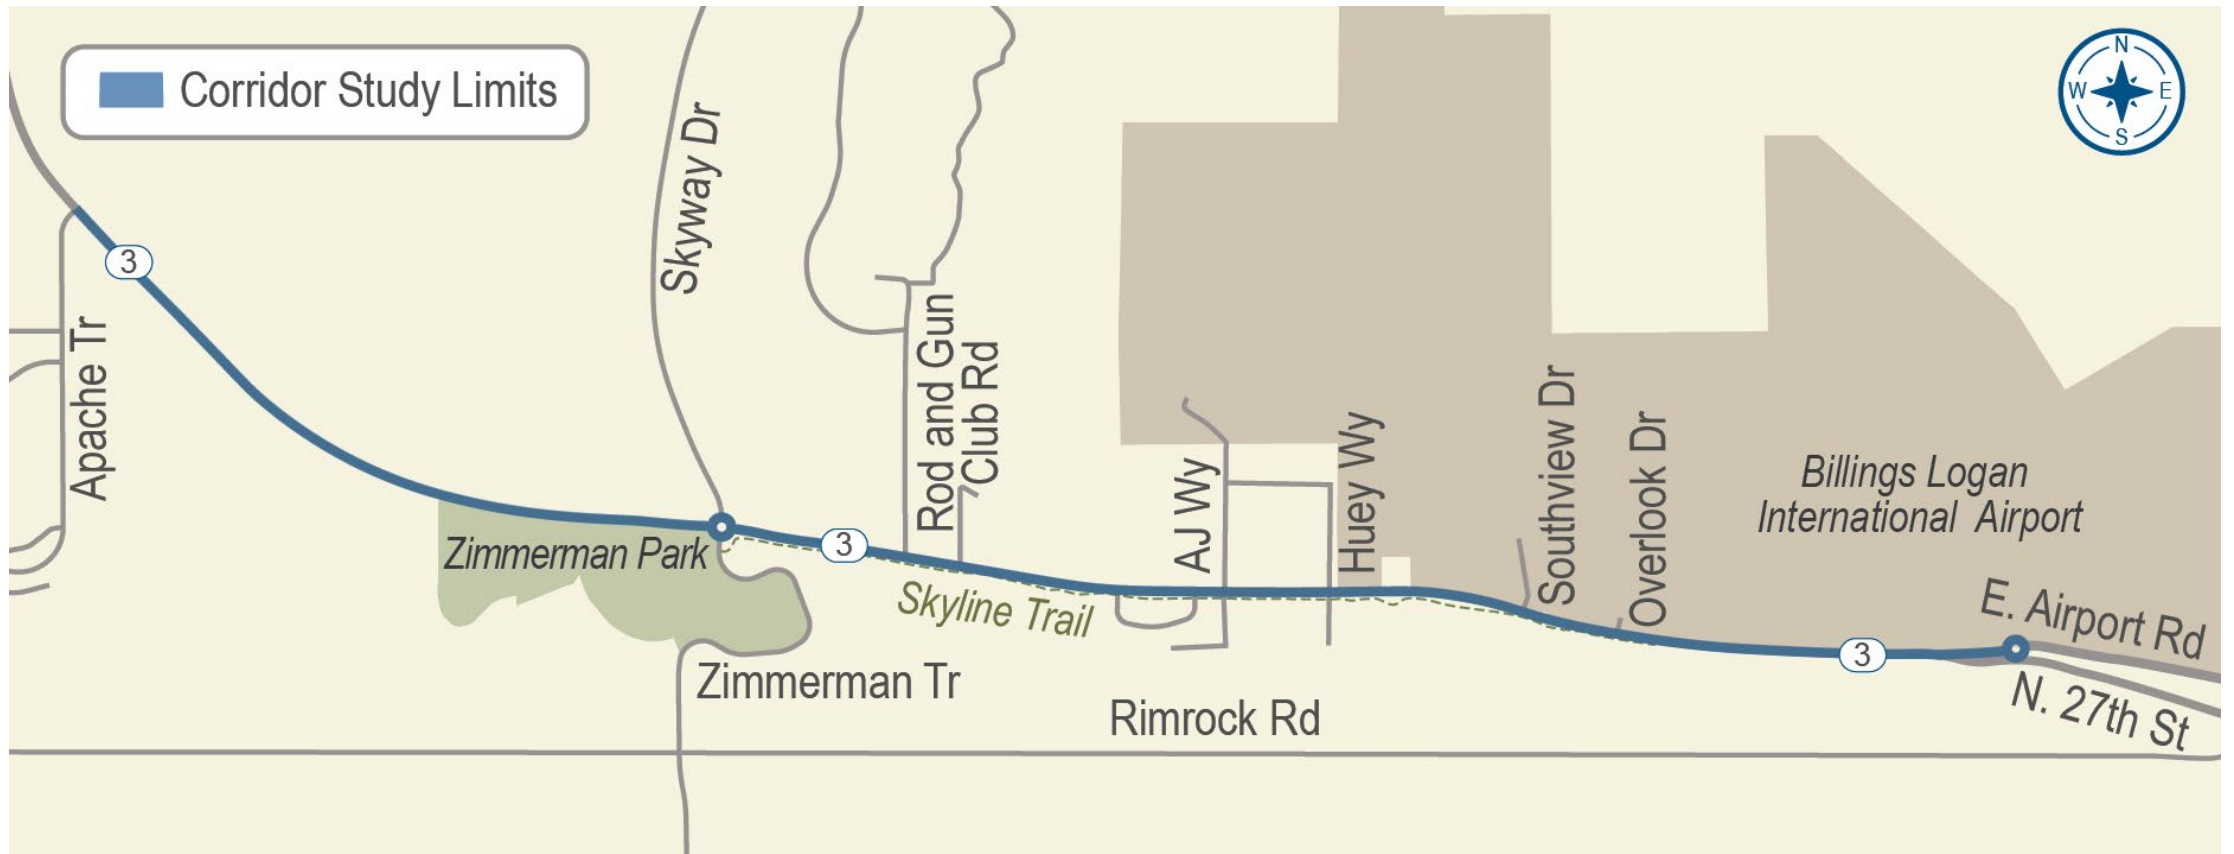 Corridor Study Limits
N
W
E
S
3
Apache Tr
Skyway Dr
Rod and Gun
Club Rd
Zimmerman Park
3
Skyline Trail
AJ Wy
Huey Wy
Southview Dr
Overlook Dr
Billings Logan
International Airport
E. Airport Rd
3
N. 27th St
Zimmerman Tr
Rimrock Rd